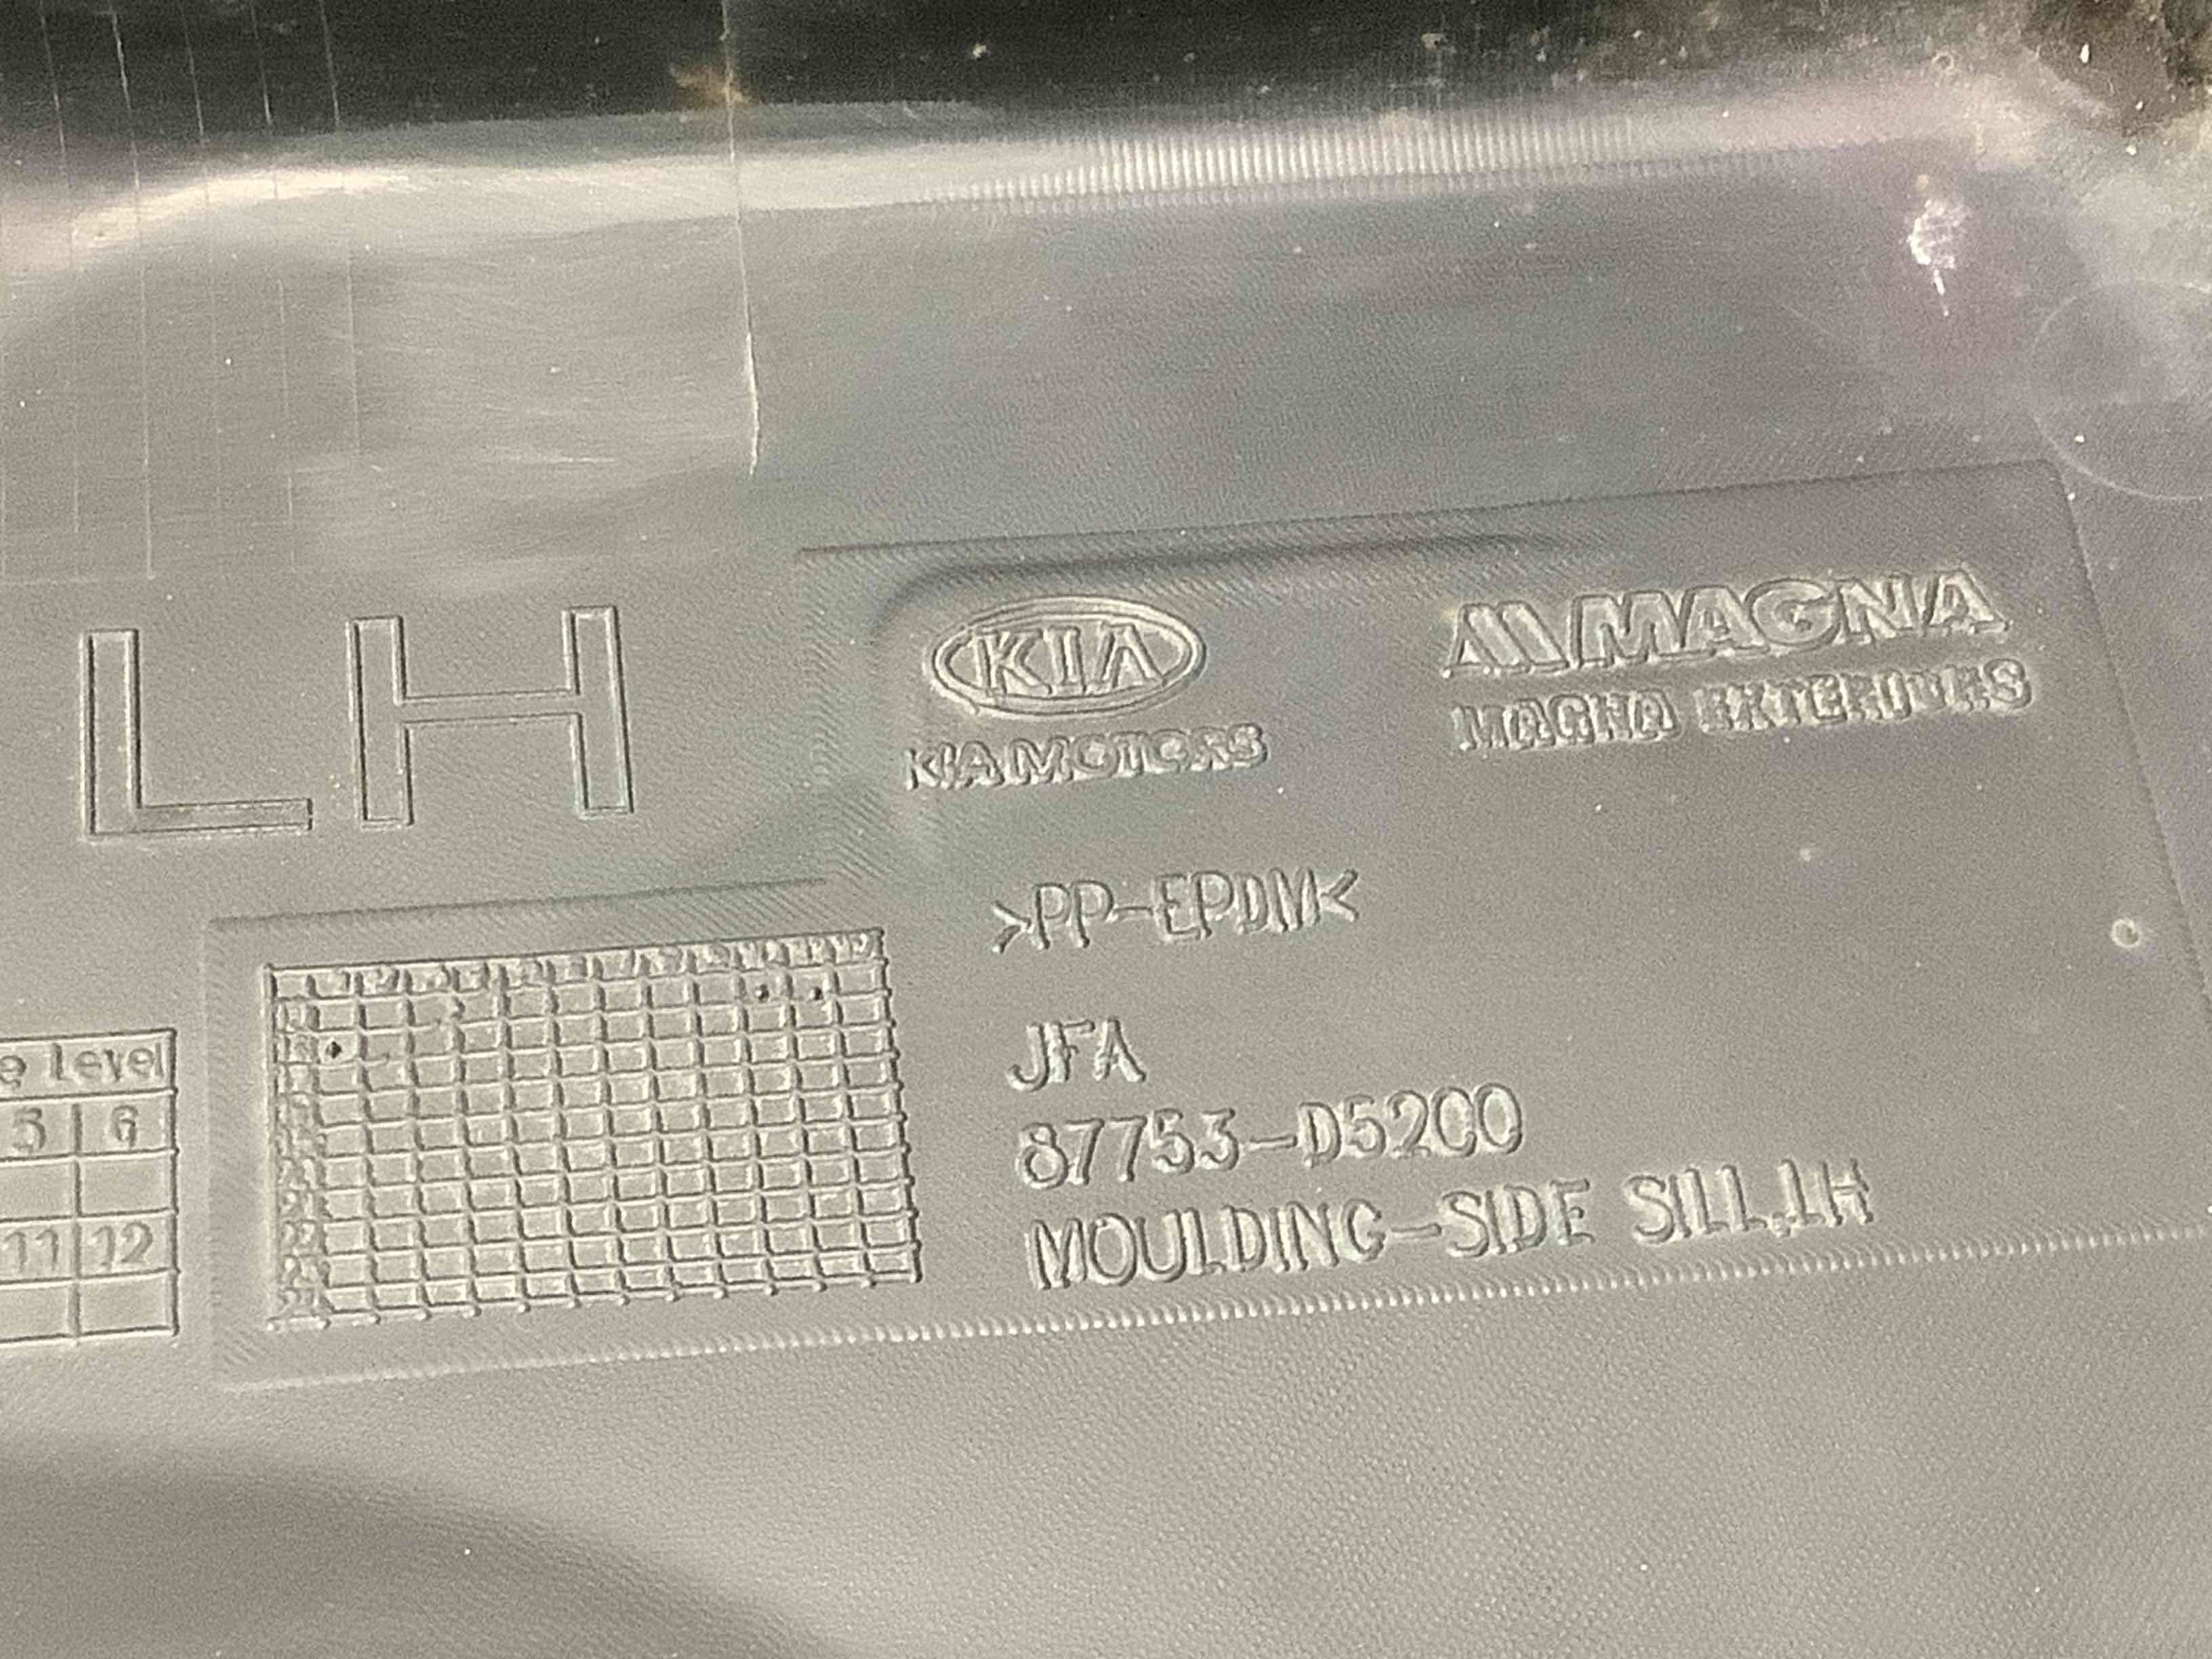 LH
KIA
KIA MOTORS
MAGNA
MAGNA EXTERIORS
>PP-EPDM<
JFA
87753-D5200
MOULDING-SIDE SILL,LH
e level
5 6
11 12